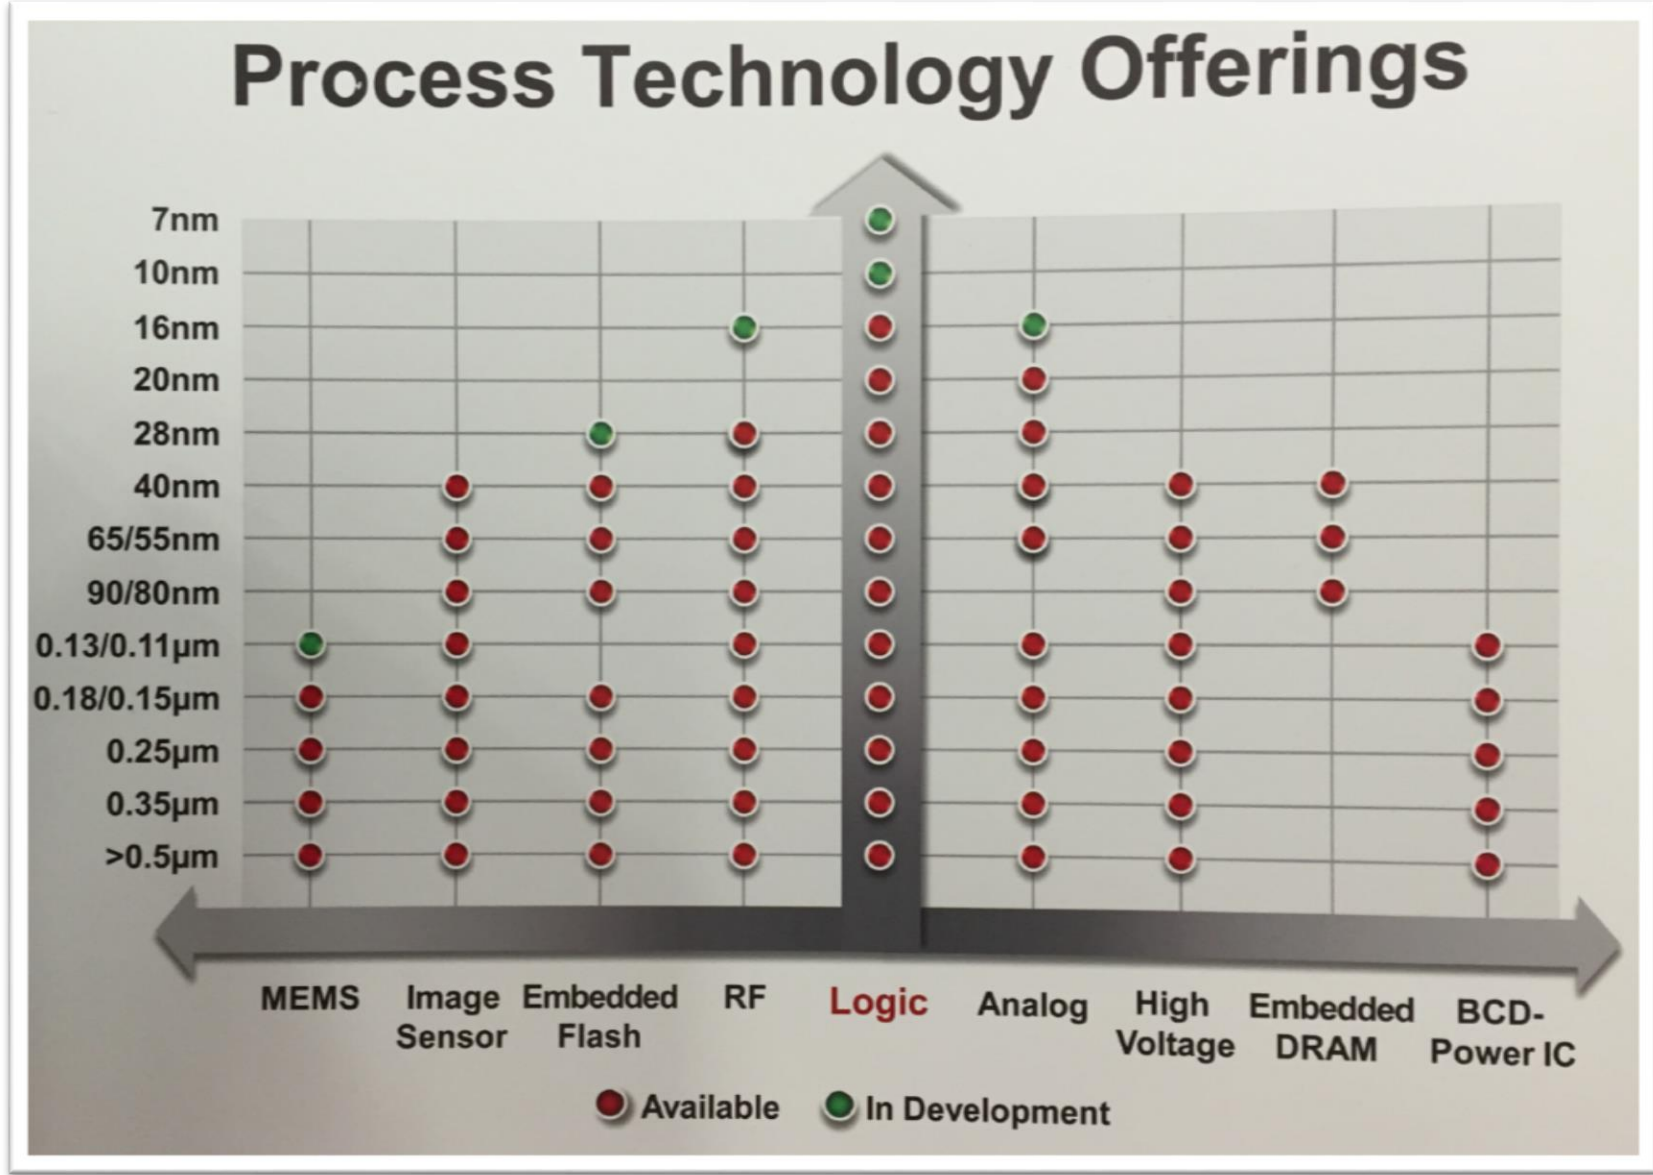 Process Technology Offerings
7nm
10nm
16nm
20nm
28nm
40nm
65/55nm
90/80nm
0.13/0.11µm
0.18/0.15µm
0.25µm
0.35µm
>0.5µm
MEMS
Image
Sensor
Embedded
Flash
RF
Logic
Analog
High
Voltage
Embedded
DRAM
BCD-
Power IC
Available
In Development